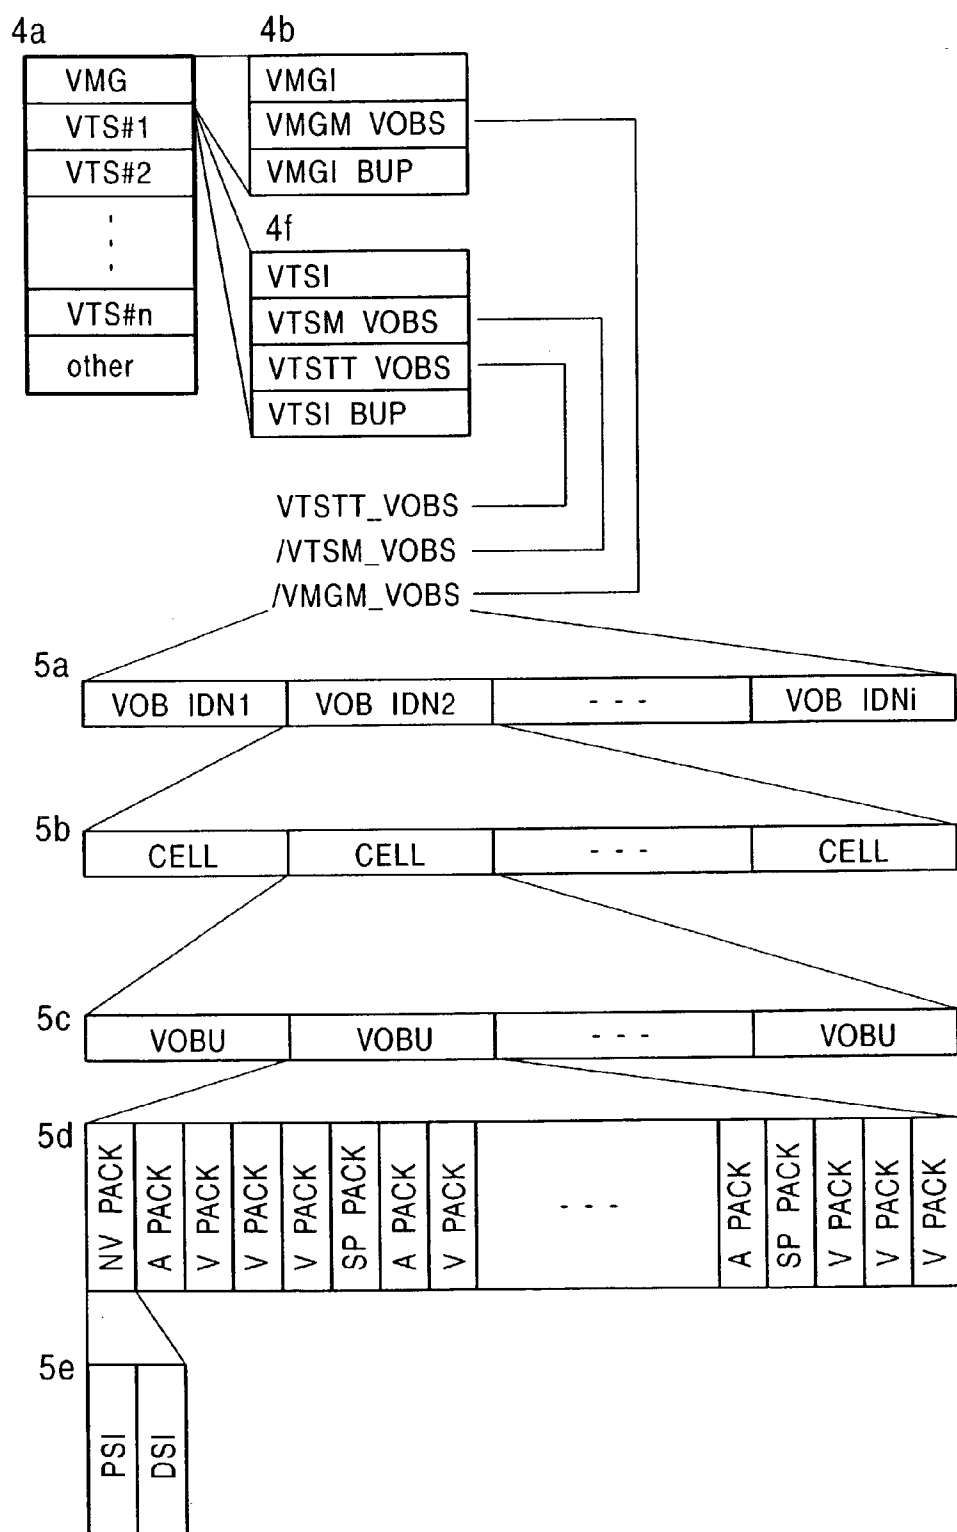 4a
VMG
VTS#1
VTS#2
VTS#n
other
4b
VMGI
VMGM VOBS
VMGI BUP
4f
VTSI
VTSM VOBS
VTSTT VOBS
VTSI BUP
VTSTT_VOBS
/VTSM_VOBS
/VMGM_VOBS
5a
VOB IDN1 VOB IDN2 - - - VOB IDNi
5b
CELL CELL - - - CELL
5c
VOBU VOBU - - - VOBU
5d
NV PACK
A PACK
V PACK
V PACK
V PACK
SP PACK
A PACK
V PACK
- - -
A PACK
SP PACK
V PACK
V PACK
V PACK
5e
PSI
DSI